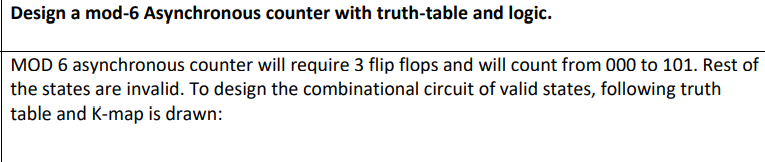 Design a mod-6 Asynchronous counter with truth-table and logic.
MOD 6 asynchronous counter will require 3 flip flops and will count from 000 to 101. Rest of
the states are invalid. To design the combinational circuit of valid states, following truth
table and K-map is drawn: